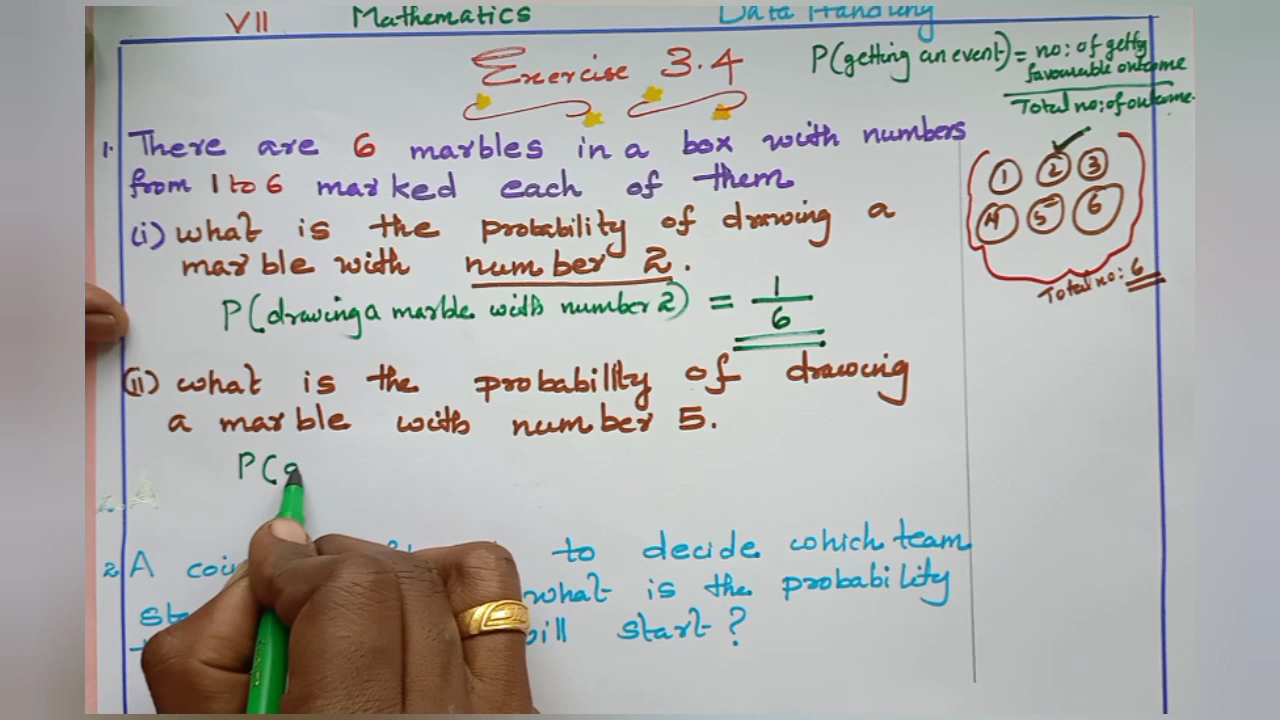 VII Mathematics Data Handling
Exercise 3.4
P(getting an event) = no: of gettg
favourable outcome
Total no: of outcome.
1. There are 6 marbles in a box with numbers
from 1 to 6 marked each of them
(i) what is the probability of drawing a
marble with number 2.
P(drawing a marble with number 2) = 1
6
1 2 3
4 5 6
Total no: 6
(ii) what is the probability of drawing
a marble with number 5.
P(
2. A
2. A coi to decide which team
sta what is the probability
will start?